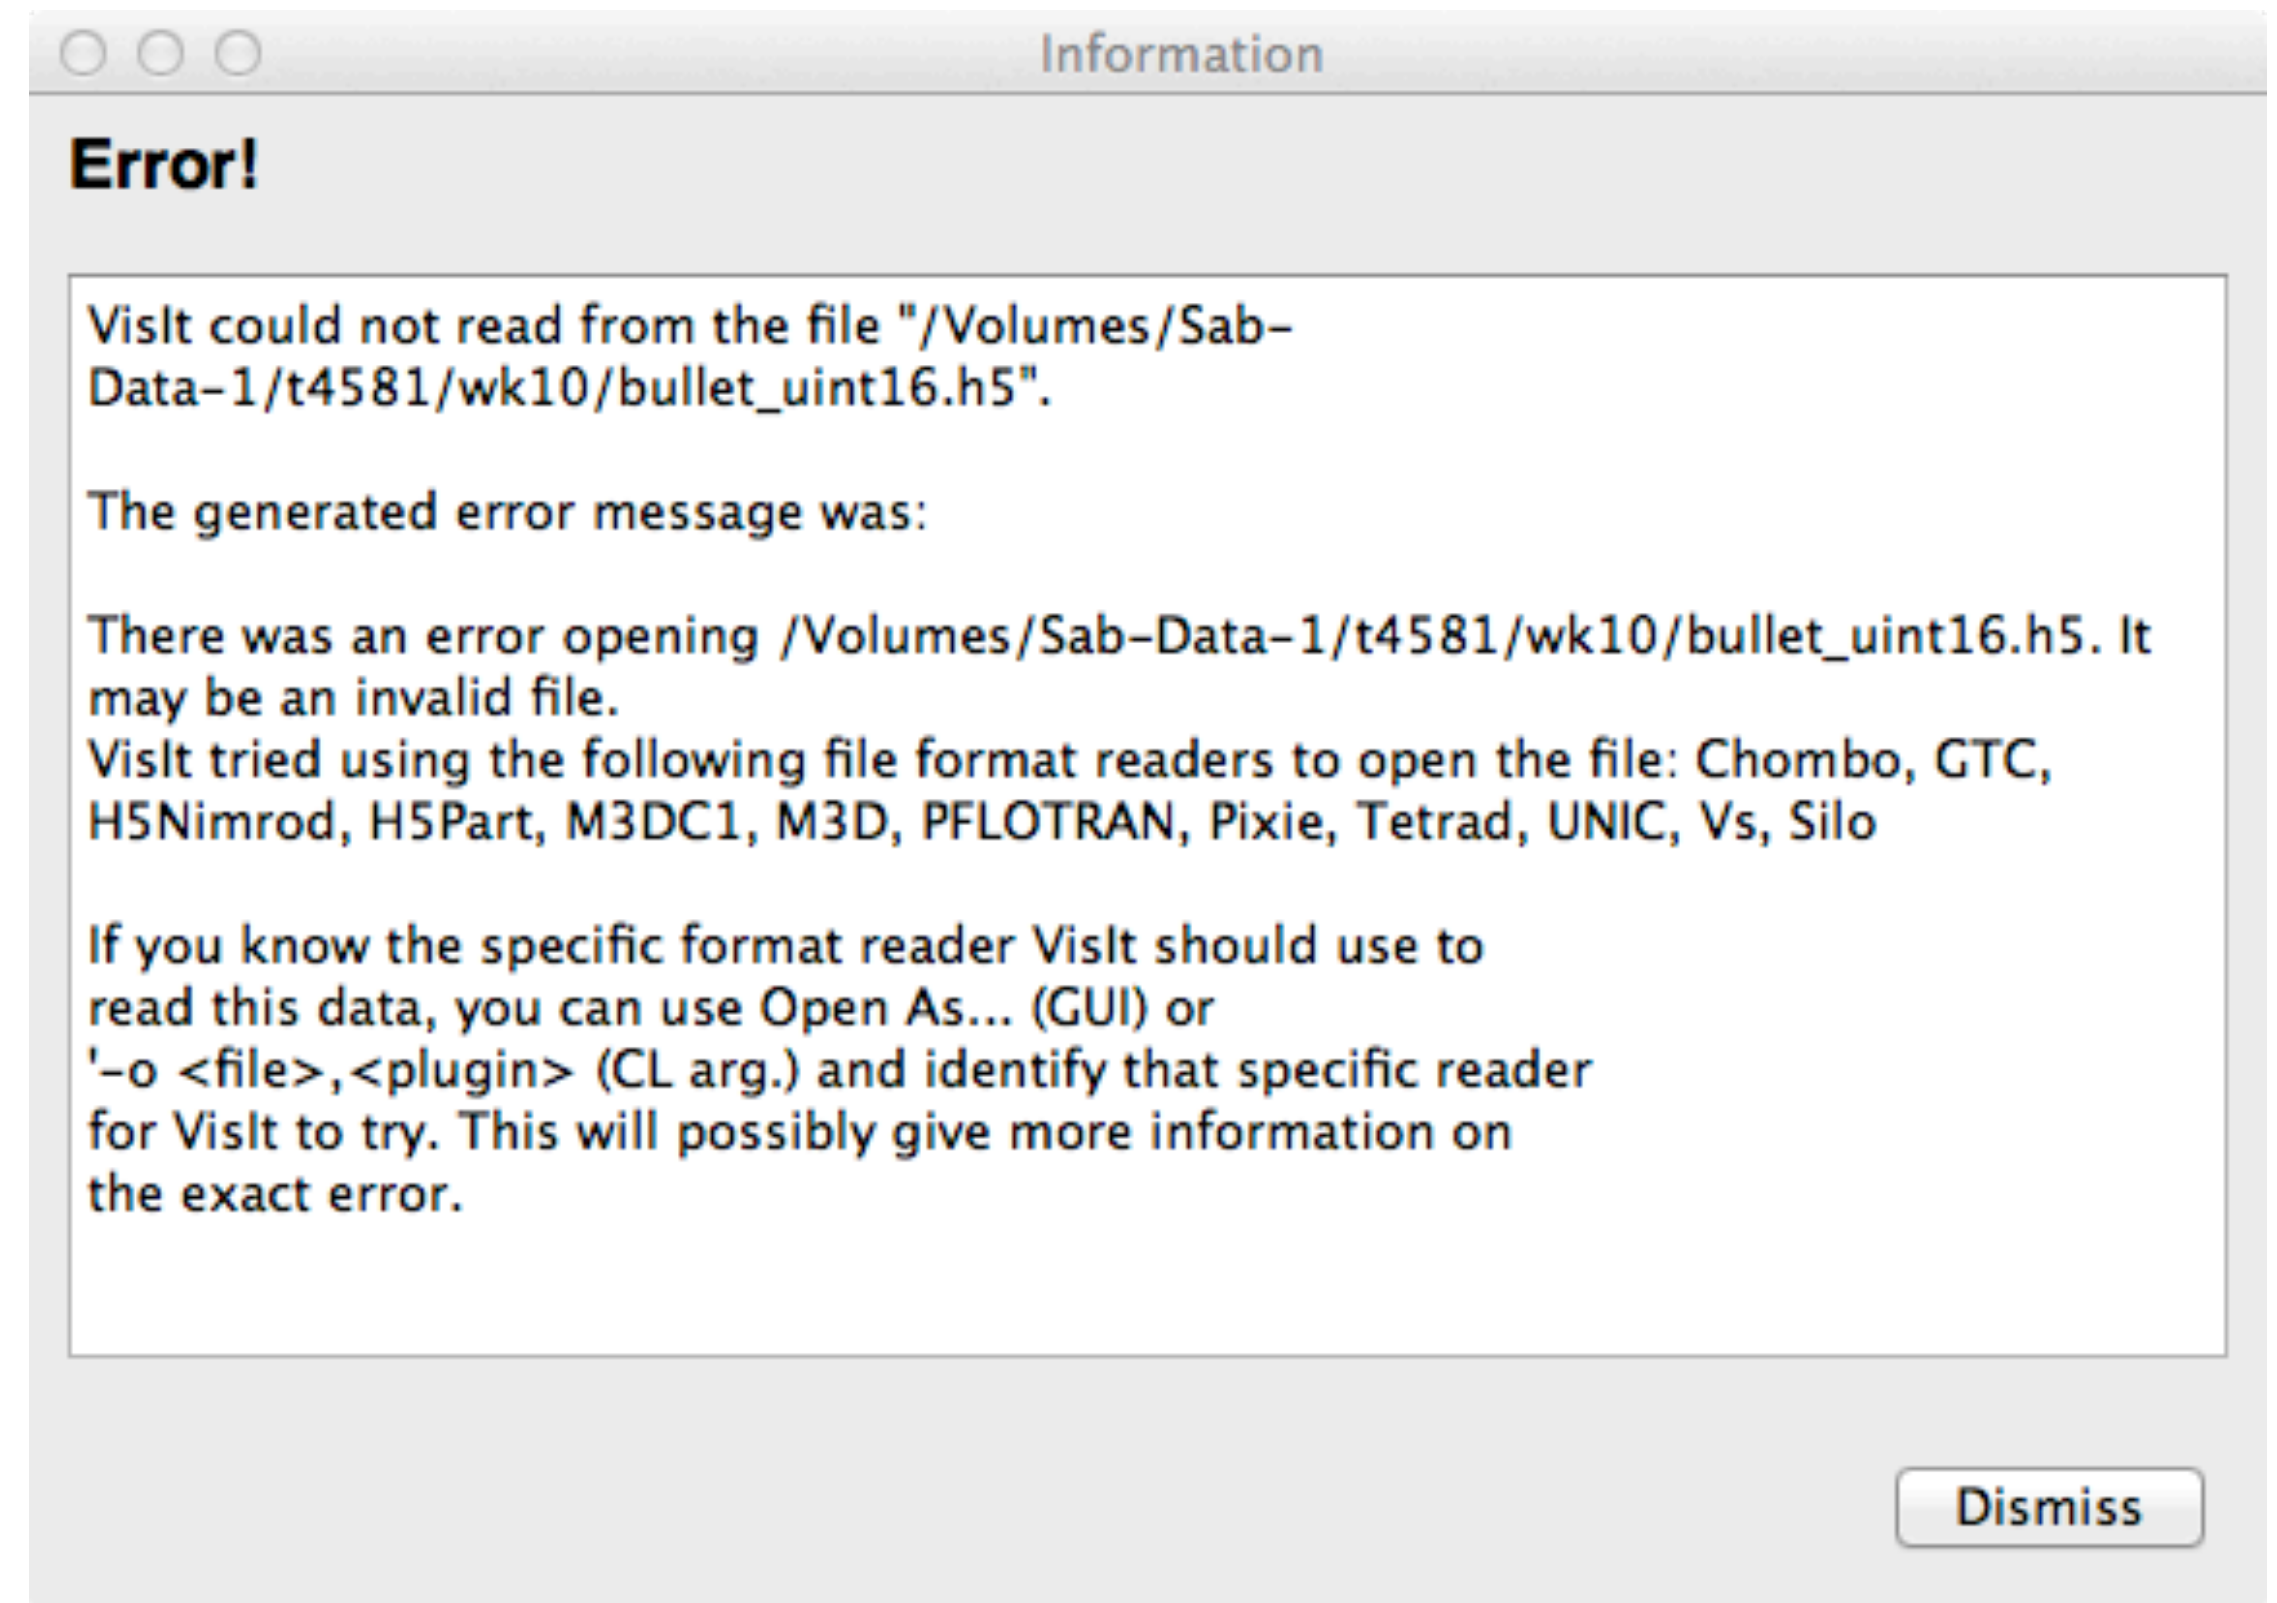 Information
Error!
VisIt could not read from the file "/Volumes/Sab-
Data-1/t4581/wk10/bullet_uint16.h5".
The generated error message was:
There was an error opening /Volumes/Sab-Data-1/t4581/wk10/bullet_uint16.h5. It
may be an invalid file.
VisIt tried using the following file format readers to open the file: Chombo, GTC,
H5Nimrod, H5Part, M3DC1, M3D, PFLOTRAN, Pixie, Tetrad, UNIC, Vs, Silo
If you know the specific format reader VisIt should use to
read this data, you can use Open As... (GUI) or
'-o <file>,<plugin> (CL arg.) and identify that specific reader
for VisIt to try. This will possibly give more information on
the exact error.
Dismiss